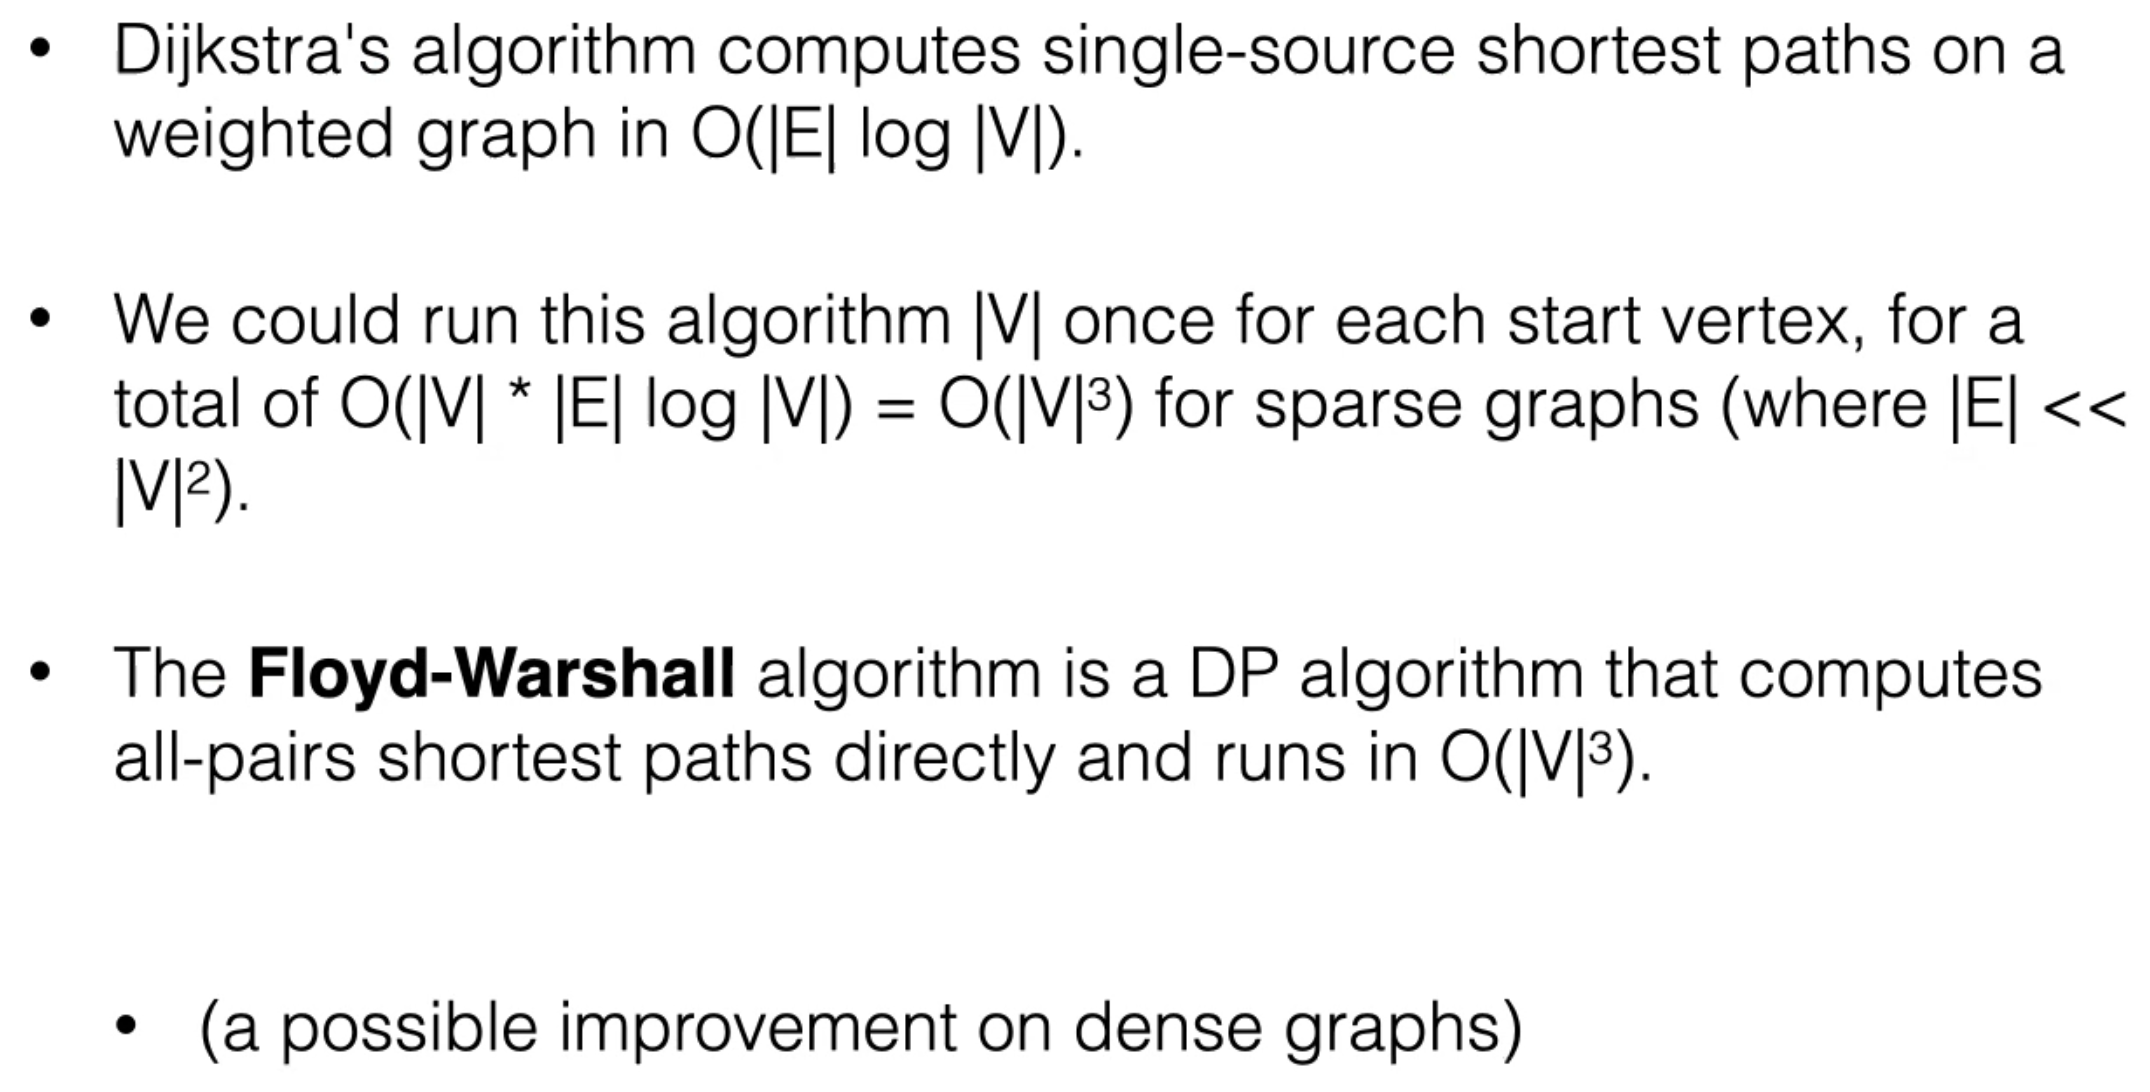 • Dijkstra's algorithm computes single-source shortest paths on a
weighted graph in O(|E| log |V|).
• We could run this algorithm |V| once for each start vertex, for a
total of O(|V| * |E| log |V|) = O(|V|³) for sparse graphs (where |E| <<
|V|²).
• The Floyd-Warshall algorithm is a DP algorithm that computes
all-pairs shortest paths directly and runs in O(|V|³).
• (a possible improvement on dense graphs)